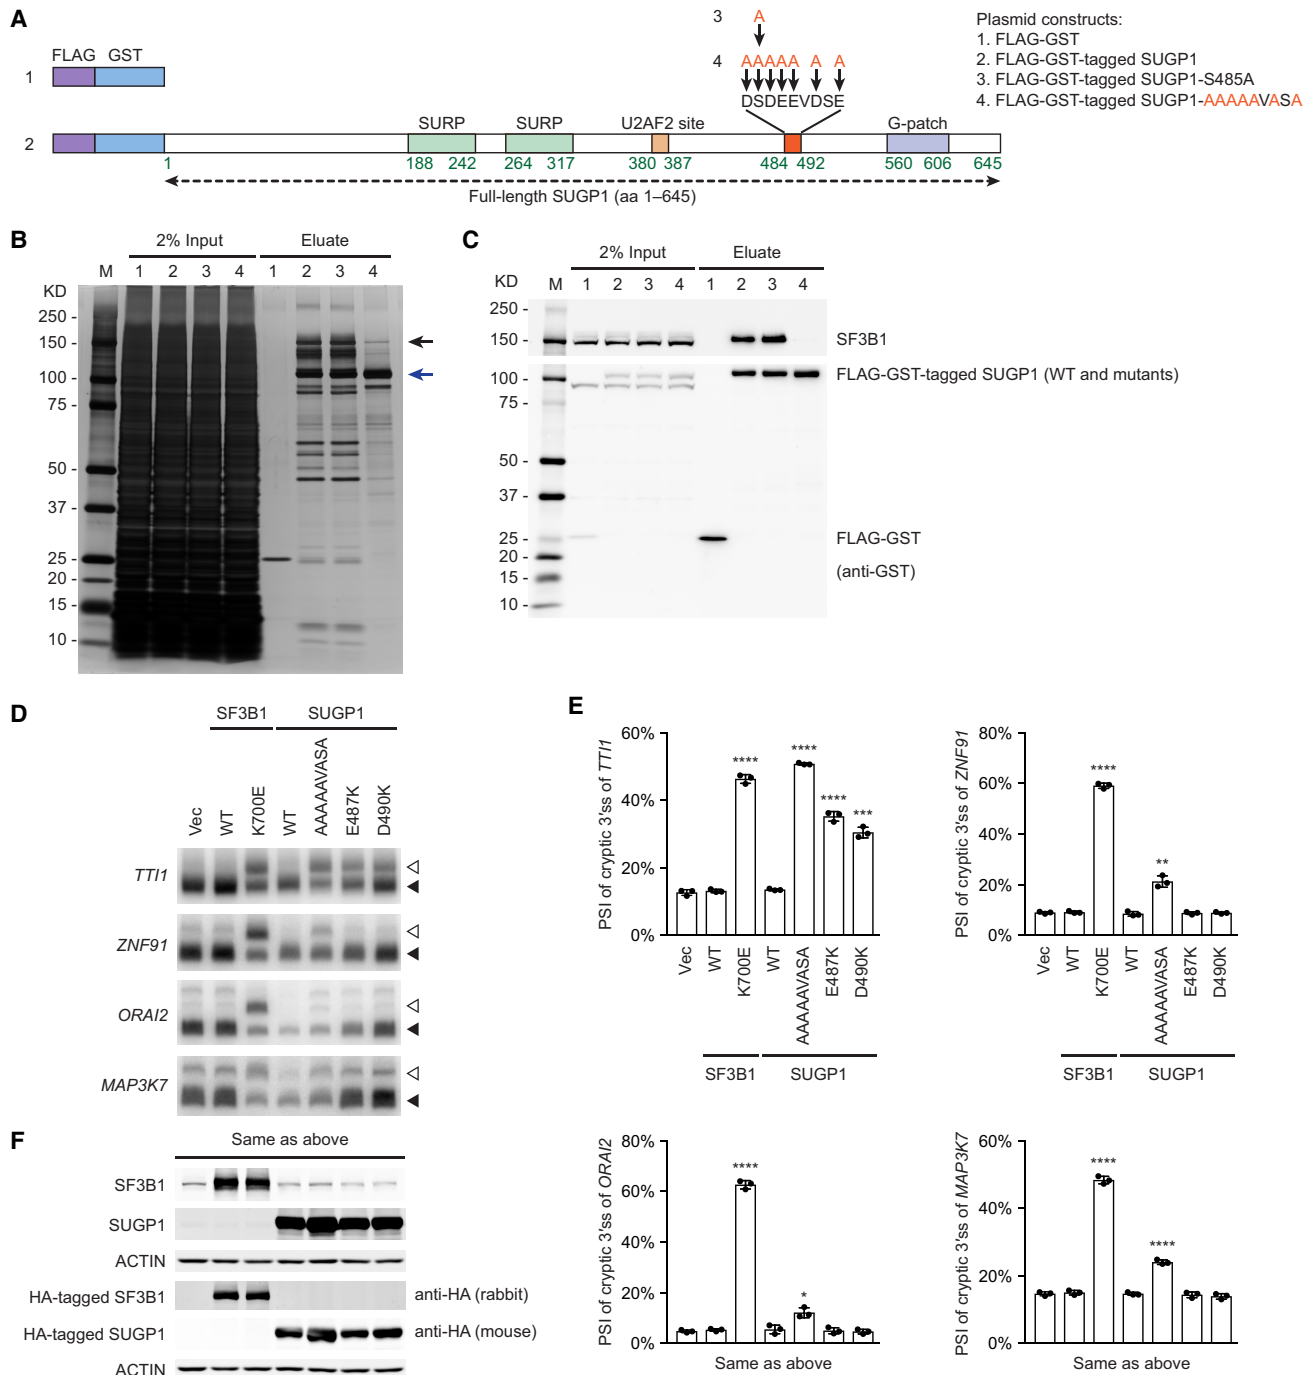 A
FLAG GST
1
2
3 A
4 AAAAA A A
DSDEEVDSE
SURP SURP U2AF2 site G-patch
1 188 242 264 317 380 387 484 492 560 606 645
Full-length SUGP1 (aa 1–645)
Plasmid constructs:
1. FLAG-GST
2. FLAG-GST-tagged SUGP1
3. FLAG-GST-tagged SUGP1-S485A
4. FLAG-GST-tagged SUGP1-AAAAAVASA
B
2% Input Eluate
M 1 2 3 4 1 2 3 4
KD
250 -
150 -
100 -
75 -
50 -
37 -
25 -
20 -
15 -
10 -
C
2% Input Eluate
KD M 1 2 3 4 1 2 3 4
250 -
150 -
100 -
75 -
50 -
37 -
25 -
20 -
15 -
10 -
SF3B1
FLAG-GST-tagged SUGP1 (WT and mutants)
FLAG-GST
(anti-GST)
D
SF3B1 SUGP1
Vec WT K700E WT AAAAAVASA E487K D490K
TTI1
ZNF91
ORAI2
MAP3K7
E
PSI of cryptic 3′ss of TTI1
60%
40%
20%
0%
**** **** **** ***
Vec WT K700E WT AAAAAVASA E487K D490K
SF3B1 SUGP1
PSI of cryptic 3′ss of ZNF91
80%
60%
40%
20%
0%
**** **
Vec WT K700E WT AAAAAVASA E487K D490K
SF3B1 SUGP1
PSI of cryptic 3′ss of ORAI2
80%
60%
40%
20%
0%
**** *
Same as above
PSI of cryptic 3′ss of MAP3K7
60%
40%
20%
0%
**** ****
Same as above
F
Same as above
SF3B1
SUGP1
ACTIN
HA-tagged SF3B1 anti-HA (rabbit)
HA-tagged SUGP1 anti-HA (mouse)
ACTIN